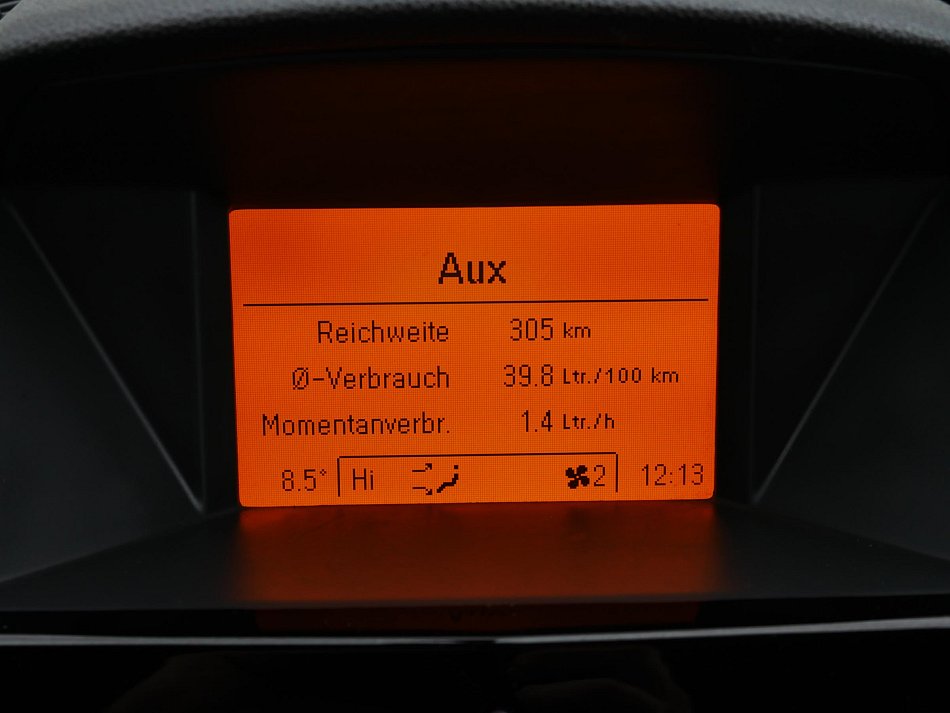 Aux
Reichweite 305 km
Ø-Verbrauch 39.8 Ltr./100 km
Momentanverbr. 1.4 Ltr./h
8.5° Hi 2 12:13